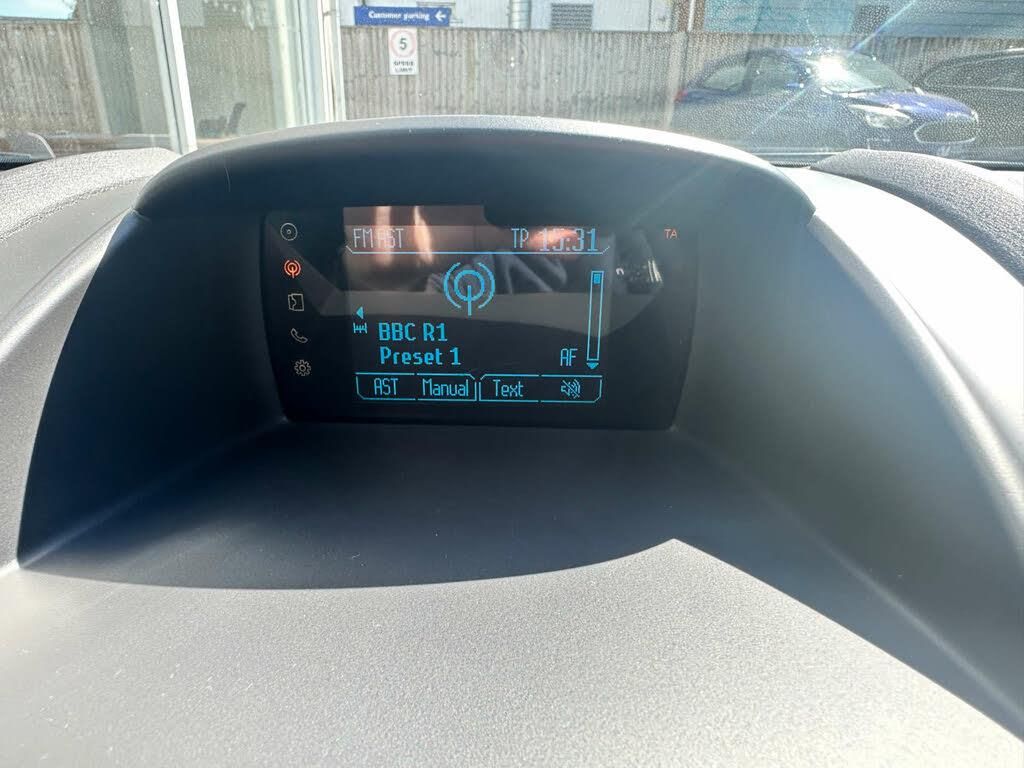 Customer parking
5
SPEED
LIMIT
FM AST TP 15:31
TA
BBC R1
Preset 1
AF
AST Manual Text